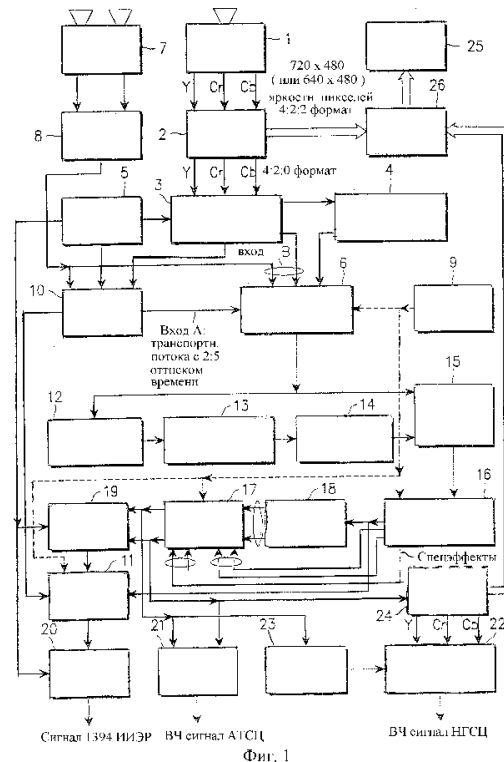 7
1
25
720 x 480
( или 640 x 480 )
яркостн. пикселей
4:2:2 формат
26
Y
Cr
Cb
8
2
Y
Cr
Cb
4:2:0 формат
5
3
4
вход
B
10
6
9
Вход A:
транспортн.
потока с 2:5
оттиском
времени
15
12
13
14
19
17
18
16
Спецэффекты
11
24
Y
Cr
Cb
20
21
23
22
Сигнал 1394 ИИЭР
ВЧ сигнал АТСЦ
ВЧ сигнал НГСЦ
Фиг. 1